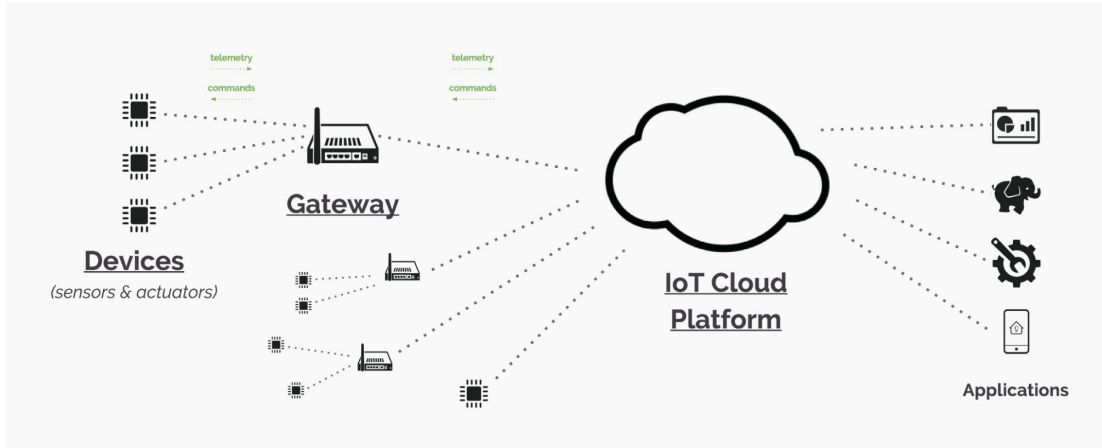 telemetry
commands
telemetry
commands
Gateway
Devices
(sensors & actuators)
IoT Cloud
Platform
Applications